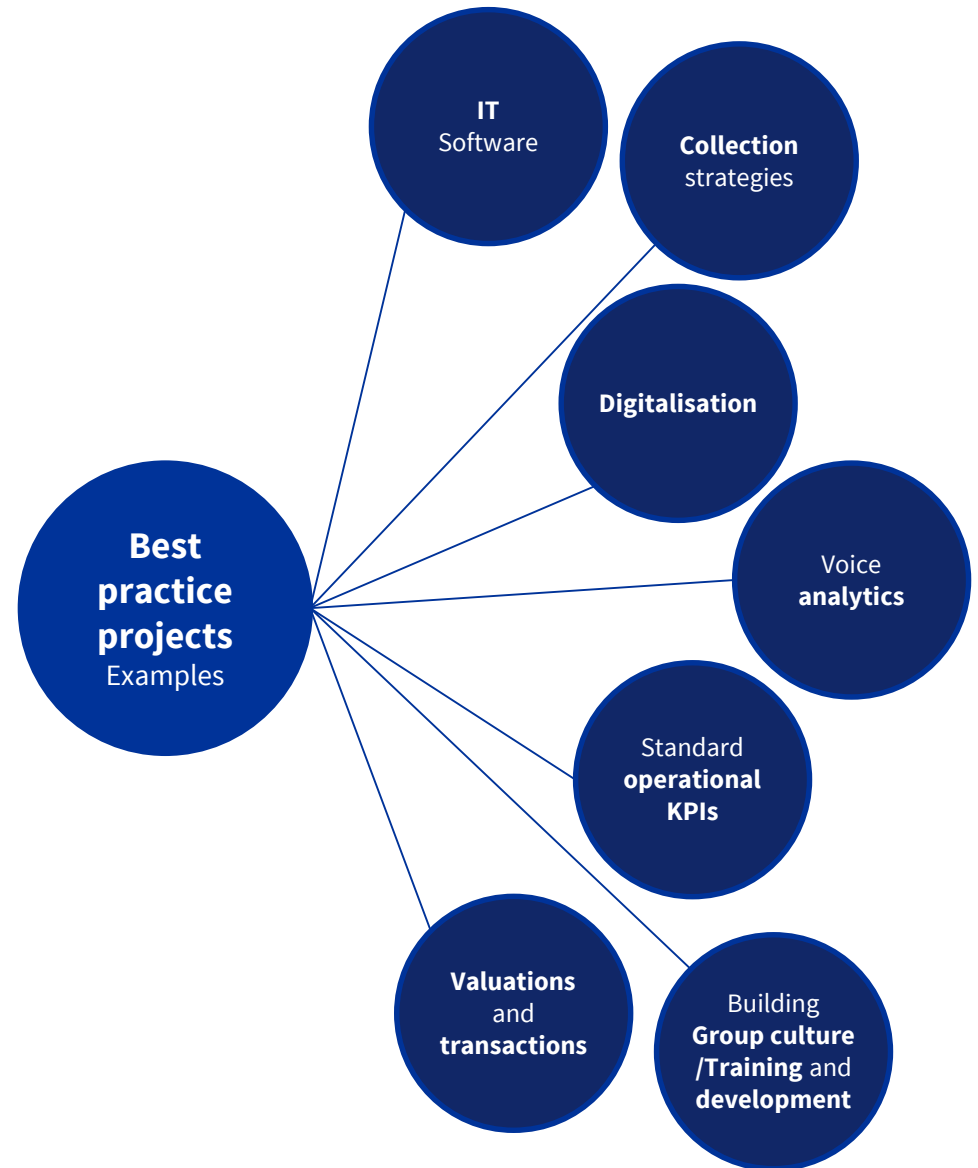 IT
Software
Collection
strategies
Digitalisation
Voice
analytics
Best
practice
projects
Examples
Standard
operational
KPIs
Valuations
and
transactions
Building
Group culture
/Training and
development